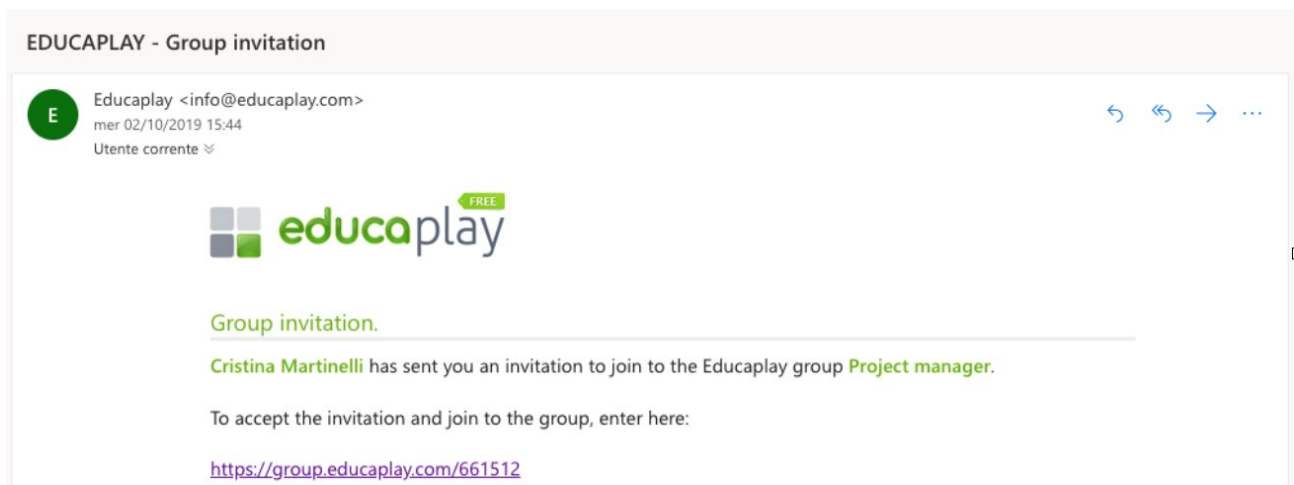 EDUCAPLAY - Group invitation
E
Educaplay <info@educaplay.com>
mer 02/10/2019 15:44
Utente corrente
FREE
educaplay
Group invitation.
Cristina Martinelli has sent you an invitation to join to the Educaplay group Project manager.
To accept the invitation and join to the group, enter here:
https://group.educaplay.com/661512